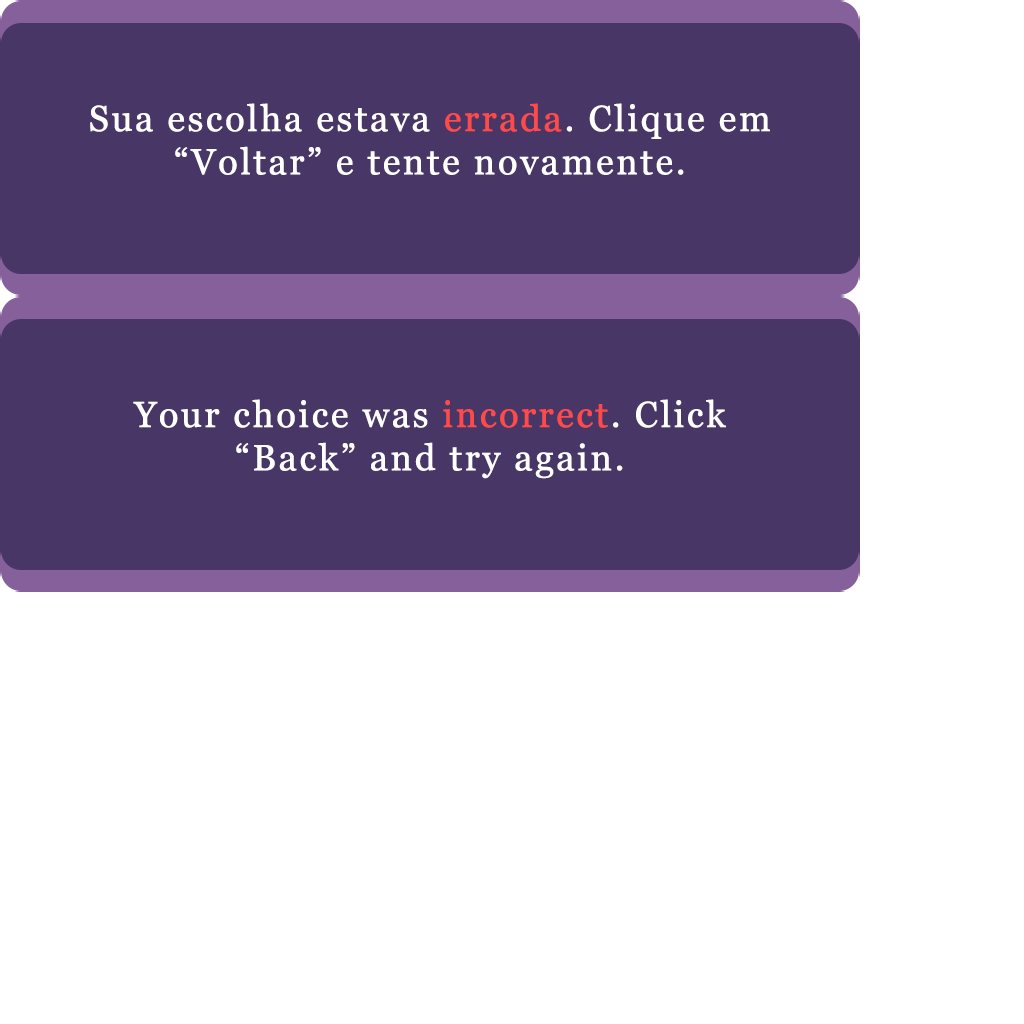 Sua escolha estava errada. Clique em
“Voltar” e tente novamente.
Your choice was incorrect. Click
“Back” and try again.